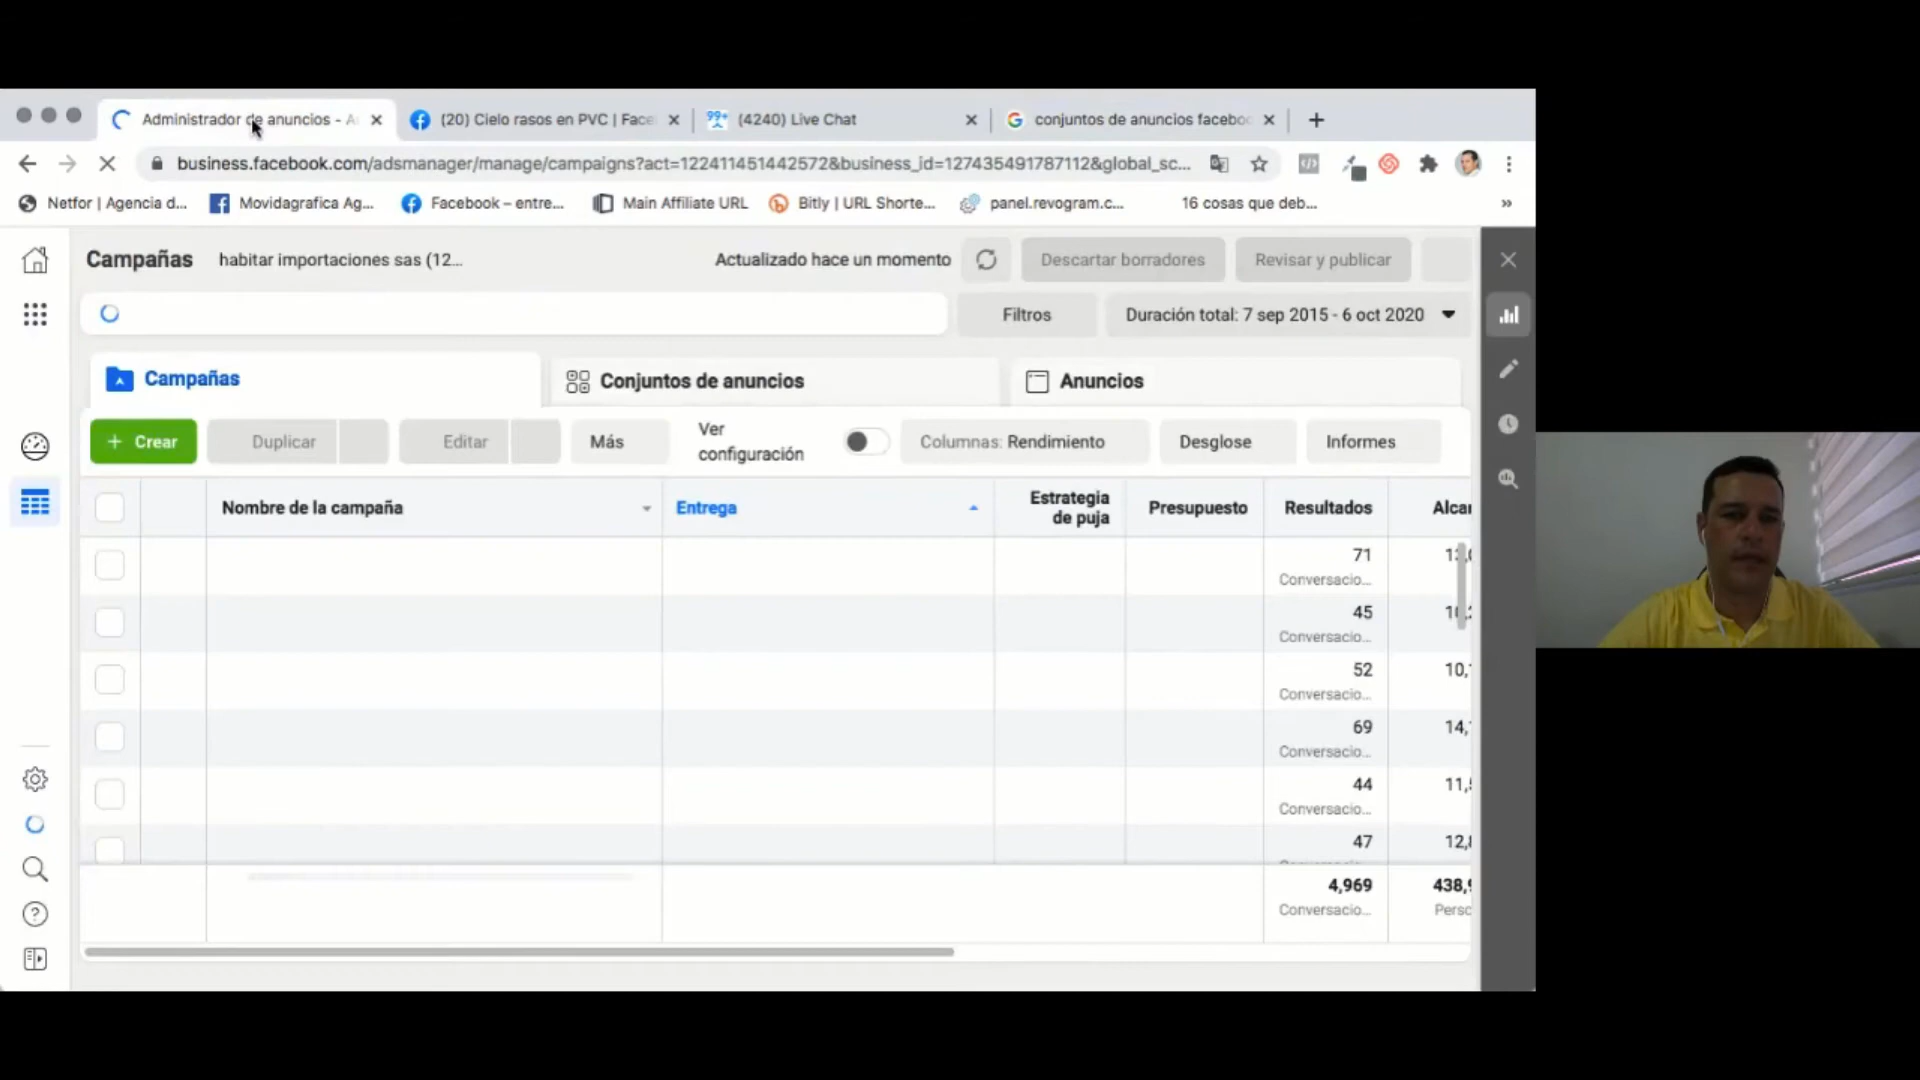 Administrador de anuncios - A
(20) Cielo rasos en PVC | Face
99+
(4240) Live Chat
conjuntos de anuncios facebo
business.facebook.com/adsmanager/manage/campaigns?act=122411451442572&business_id=127435491787112&global_sc...
Netfor | Agencia d...
Movidagrafica Ag...
Facebook – entre...
Main Affiliate URL
Bitly | URL Shorte...
panel.revogram.c...
16 cosas que deb...
»
Campañas
habitar importaciones sas (12...
Actualizado hace un momento
Descartar borradores
Revisar y publicar
Filtros
Duración total: 7 sep 2015 - 6 oct 2020
Campañas
Conjuntos de anuncios
Anuncios
+ Crear
Duplicar
Editar
Más
Ver
configuración
Columnas: Rendimiento
Desglose
Informes
Nombre de la campaña
Entrega
Estrategia
de puja
Presupuesto
Resultados
Alcar
71
Conversacio...
45
Conversacio...
52
10,
Conversacio...
69
14,
Conversacio...
44
11,
Conversacio...
47
12,
4,969
438,
Conversacio...
Perso